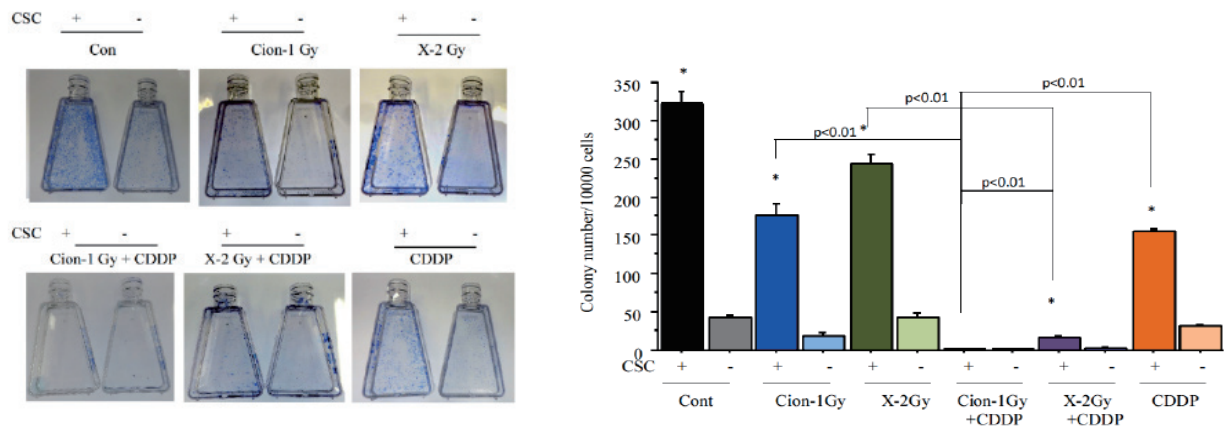 CSC + - + - + -
Con Cion-1 Gy X-2 Gy
CSC + - + - + -
Cion-1 Gy + CDDP X-2 Gy + CDDP CDDP
Colony number/10000 cells
350
300
250
200
150
100
50
0
*
*
*
*
*
p<0.01
p<0.01
p<0.01
p<0.01
CSC + - + - + - + - + - + -
Cont Cion-1Gy X-2Gy Cion-1Gy X-2Gy CDDP
+CDDP +CDDP